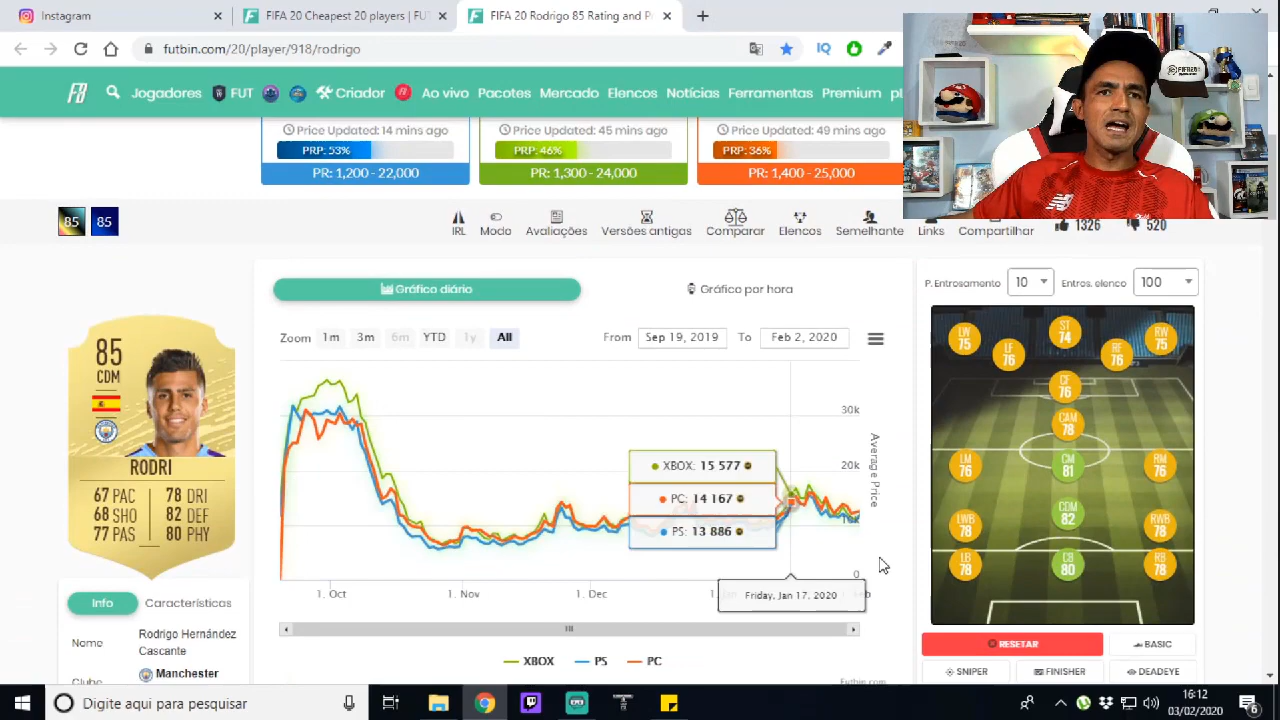 Instagram
FIFA 20 Players | FU
FIFA 20 Rodrigo 85 Rating and P
futbin.com/20/player/918/rodrigo
IQ
F8
Jogadores
FUT
Criador
Ao vivo
Pacotes
Mercado
Elencos
Notícias
Ferramentas
Premium
Price Updated: 14 mins ago
Price Updated: 45 mins ago
Price Updated: 49 mins ago
PRP: 53%
PRP: 46%
PRP: 36%
PR: 1,200 - 22,000
PR: 1,300 - 24,000
PR: 1,400 - 25,000
85
85
IRL
Modo
Avaliações
Versões antigas
Comparar
Elencos
Semelhante
Links
Compartilhar
1326
520
Gráfico diário
Gráfico por hora
P. Entrosamento
10
Entros. elenco
100
Zoom
1m
3m
6m
YTD
All
From
Sep 19, 2019
To
Feb 2, 2020
85
CDM
RODRI
67 PAC
78 DRI
68 SHO
82 DEF
77 PAS
80 PHY
30k
20k
10k
0
Average Price
XBOX: 15 577
PC: 14 167
PS: 13 886
1. Oct
1. Nov
1. Dec
Friday, Jan 17, 2020
XBOX
PS
PC
Futbin.com
LW
75
ST
74
RW
75
LF
76
RF
76
CF
76
CAM
78
LM
76
CM
81
RM
76
CDM
82
LWB
78
RWB
78
LB
78
CB
80
RB
78
RESETAR
BASIC
SNIPER
FINISHER
DEADEYE
Info
Características
Nome
Rodrigo Hernández
Cascante
Clube
Manchester
Digite aqui para pesquisar
16:12
03/02/2020
6